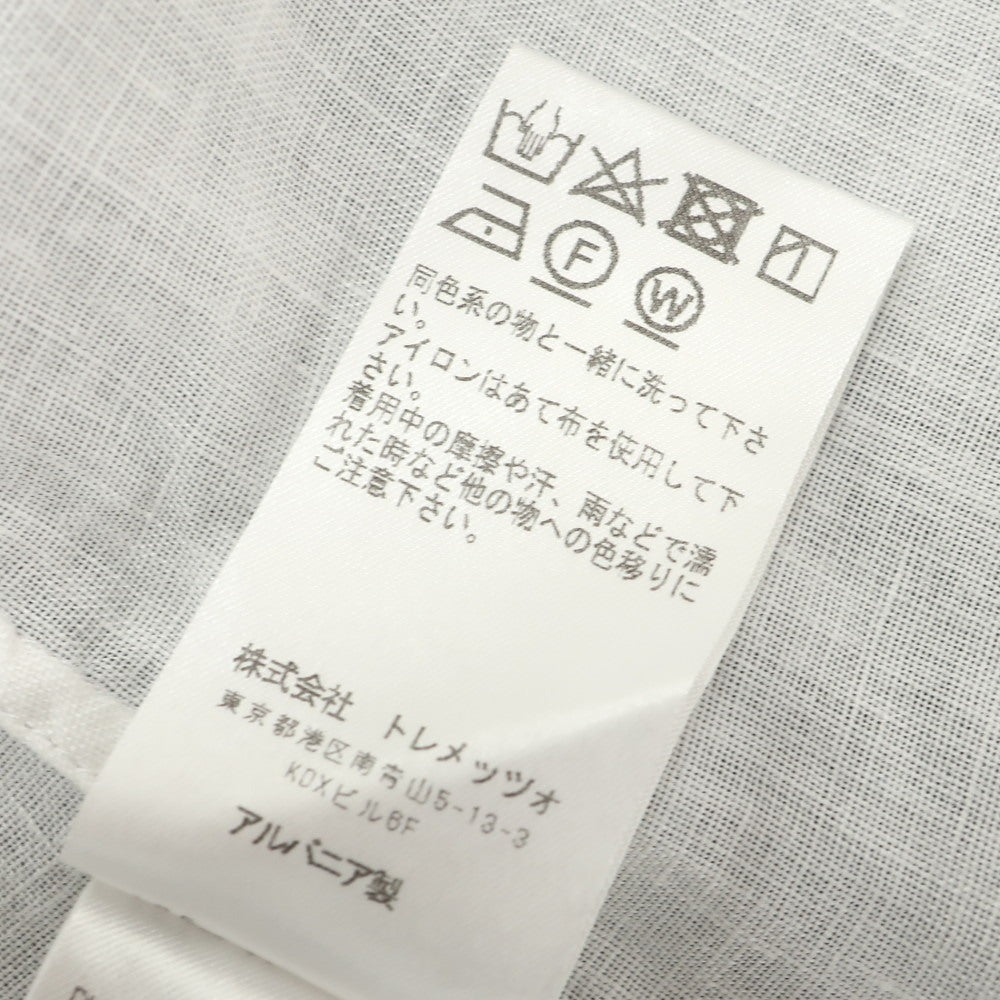 F
W
同色系の物と一緒に洗って下さ
い。
アイロンはあて布を使用して下
さい。
着用中の摩擦や汗、雨などで濡
れた時など他の物への色移りに
ご注意下さい。
株式会社 トレメッツォ
東京都港区南青山5-13-3
KDXビル6F
アルバニア製